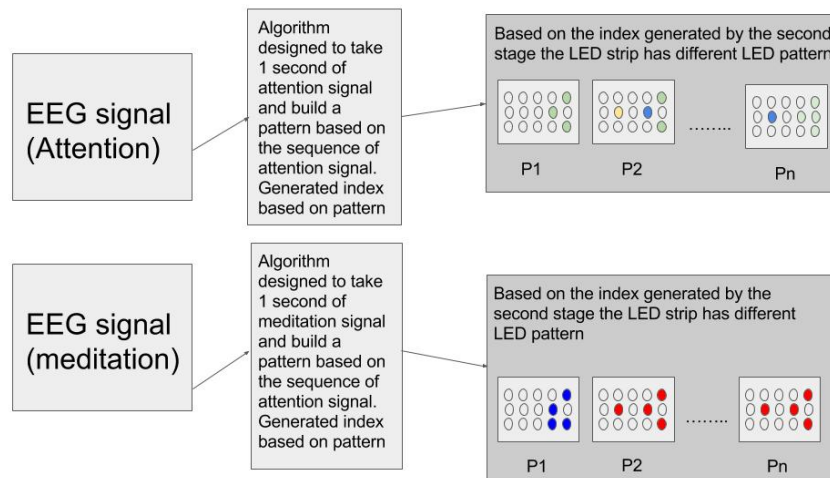 EEG signal
(Attention)
Algorithm
designed to take
1 second of
attention signal
and build a
pattern based on
the sequence of
attention signal.
Generated index
based on pattern
Based on the index generated by the second
stage the LED strip has different LED pattern
P1
P2
........
Pn
EEG signal
(meditation)
Algorithm
designed to take
1 second of
meditation signal
and build a
pattern based on
the sequence of
attention signal.
Generated index
based on pattern
Based on the index generated by the
second stage the LED strip has different
LED pattern
P1
P2
........
Pn